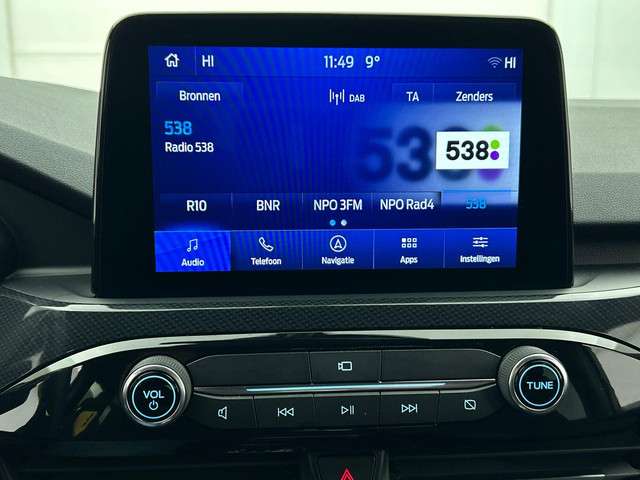 HI 11:49 9° HI
Bronnen DAB TA Zenders
538
Radio 538
538
538
R10 BNR NPO 3FM NPO Rad4 538
Audio Telefoon Navigatie Apps Instellingen
VOL
TUNE